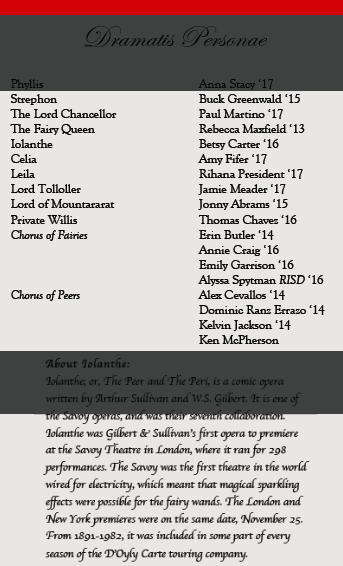 Dramatis Personae
Phyllis Anna Stacy ‘17
Strephon Buck Greenwald ‘15
The Lord Chancellor Paul Martino ‘17
The Fairy Queen Rebecca Maxfield ‘13
Iolanthe Betsy Carter ‘16
Celia Amy Fifer ‘17
Leila Rihana President ‘17
Lord Tolloller Jamie Meader ‘17
Lord of Mountararat Jonny Abrams ‘15
Private Willis Thomas Chavez ‘16
Chorus of Fairies Erin Butler ‘14
Annie Craig ‘16
Emily Garrison ‘16
Alyssa Spytman RISD ‘16
Chorus of Peers Alex Cevallos ‘14
Dominic Ranz Errazo ‘14
Kelvin Jackson ‘14
Ken McPherson
About Iolanthe:
Iolanthe; or, The Peer and The Peri, is a comic opera
written by Arthur Sullivan and W.S. Gilbert. It is one of
the Savoy operas, and was their seventh collaboration.
Iolanthe was Gilbert & Sullivan's first opera to premiere
at the Savoy Theatre in London, where it ran for 298
performances. The Savoy was the first theatre in the world
wired for electricity, which meant that magical sparkling
effects were possible for the fairy wands. The London and
New York premieres were on the same date, November 25.
From 1891-1982, it was included in some part of every
season of the D'Oyly Carte touring company.